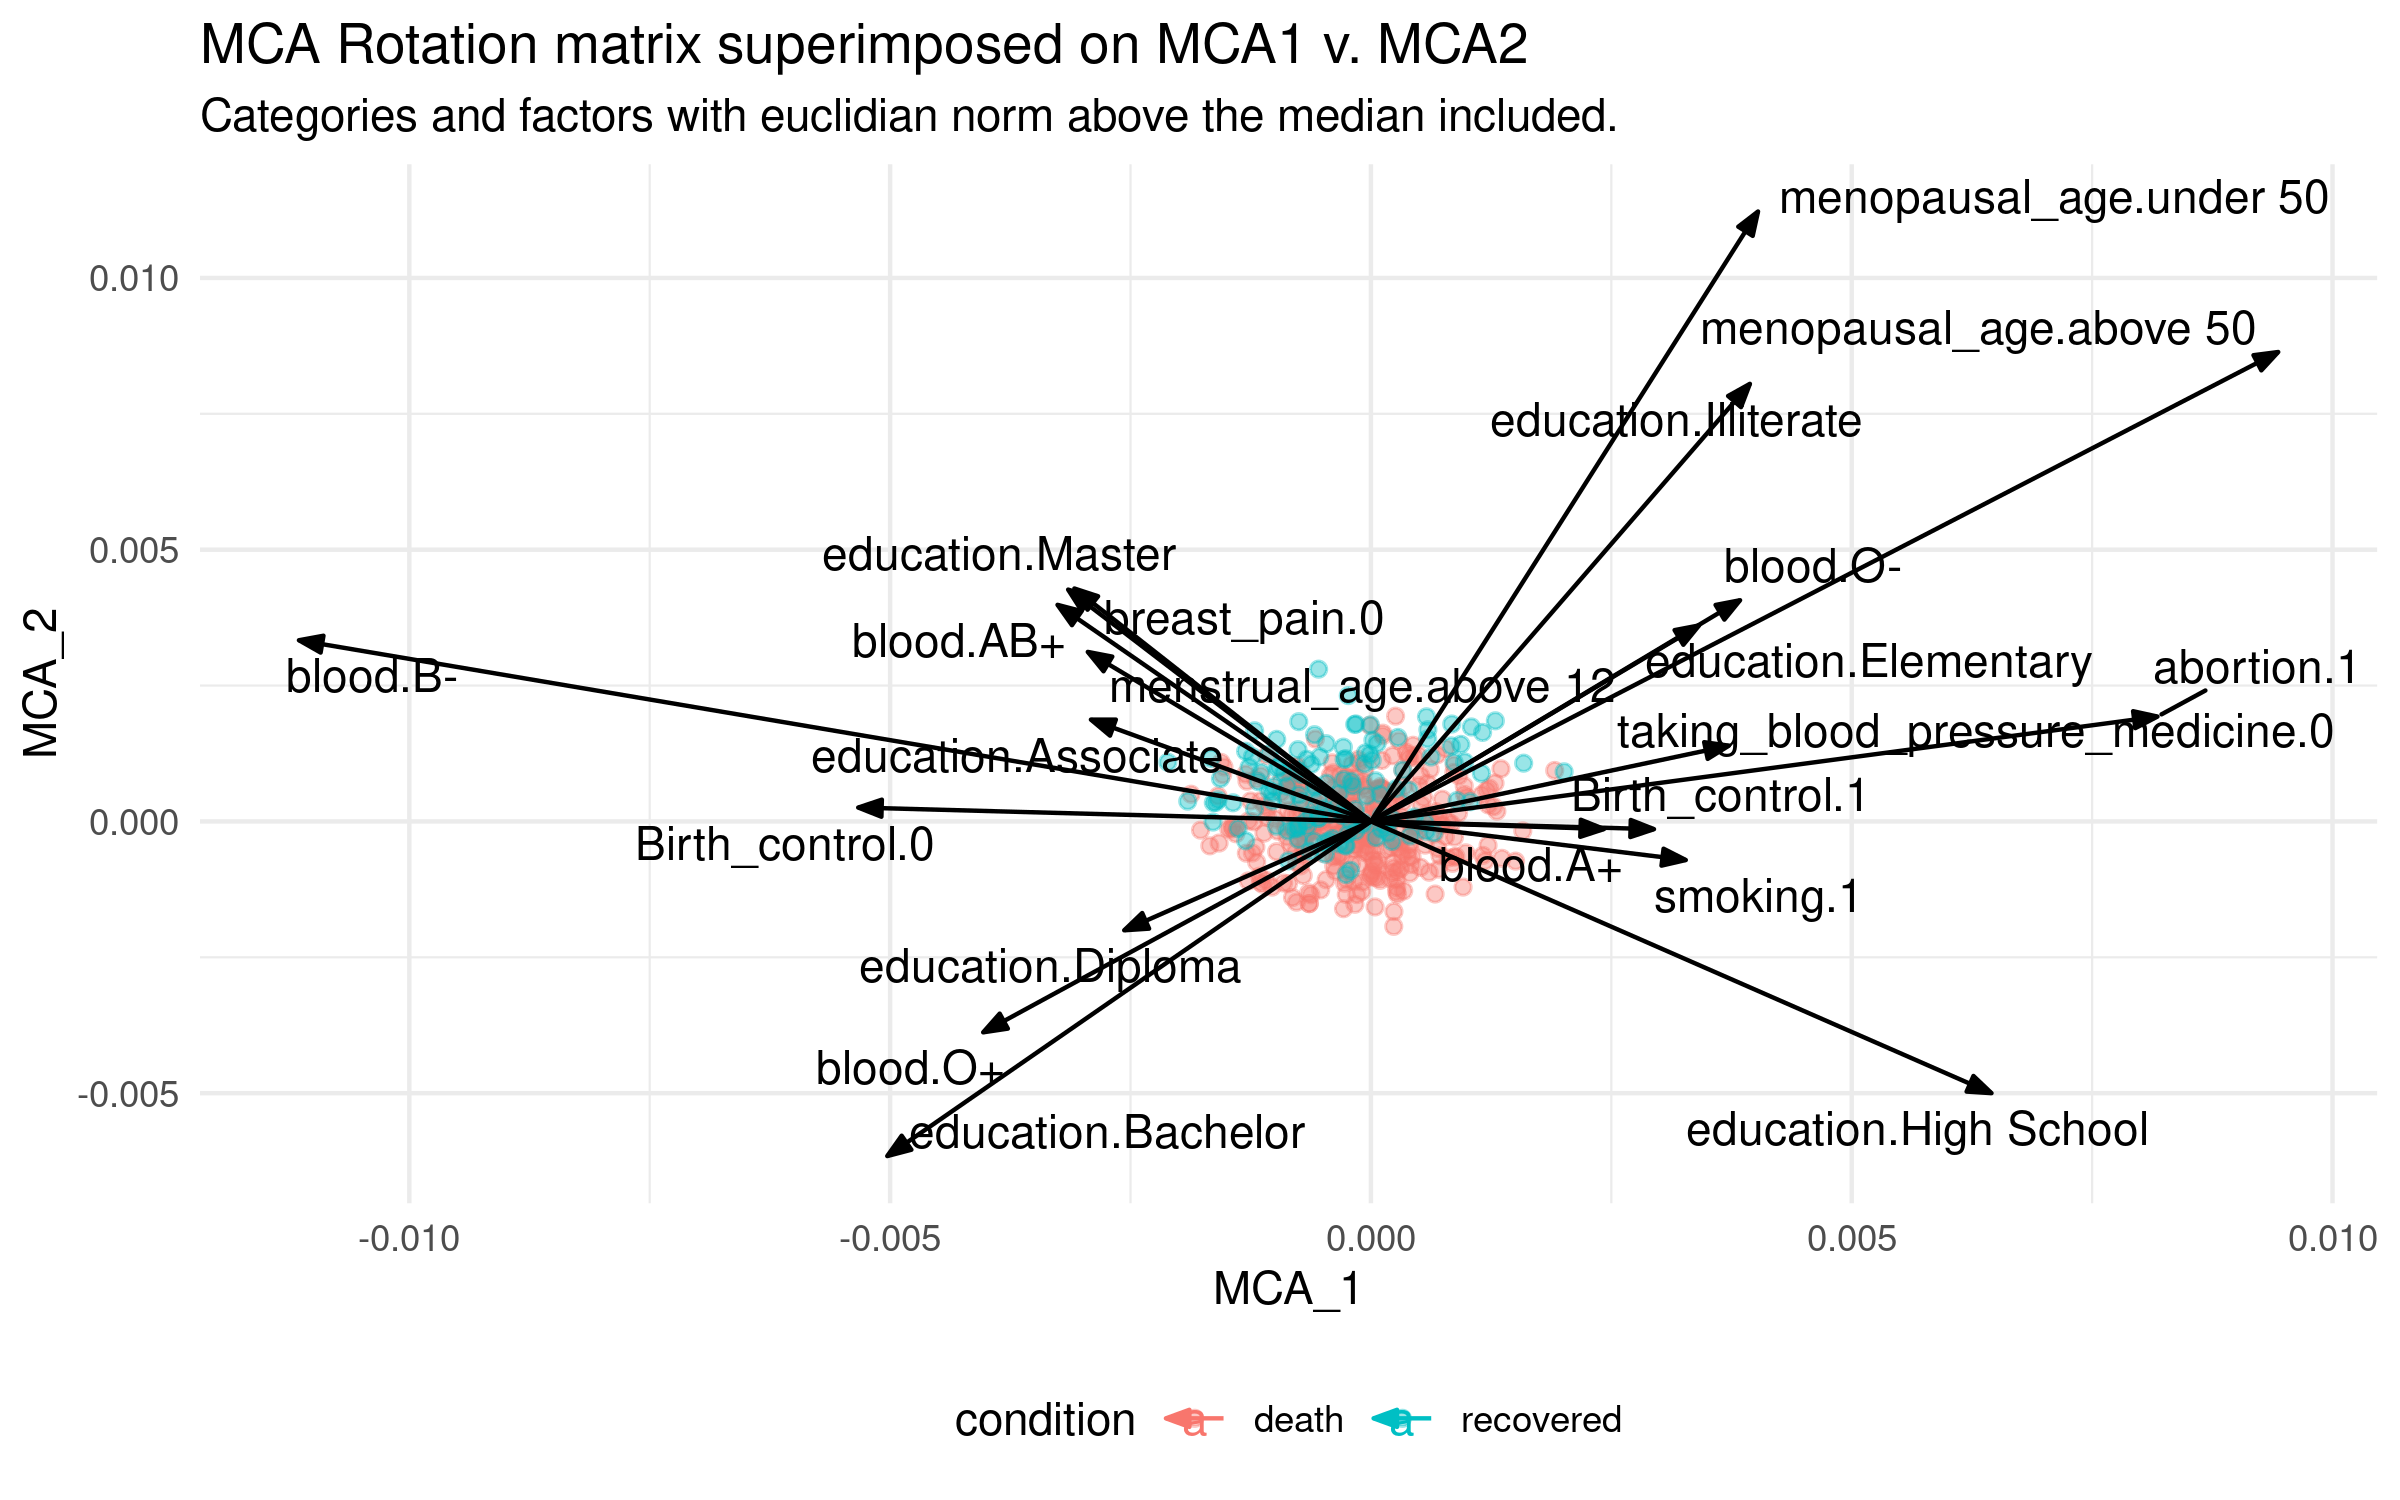 MCA Rotation matrix superimposed on MCA1 v. MCA2
Categories and factors with euclidian norm above the median included.
menopausal_age.under 50
0.010
menopausal_age.above 50
education.Illiterate
0.005
education.Master
blood.O-
breast_pain.0
blood.AB+
education.Elementary
abortion.1
blood.B-
menstrual_age.above 12
MCA_2
taking_blood_pressure_medicine.0
education.Associate
Birth_control.1
0.000
Birth_control.0
blood.A+
smoking.1
education.Diploma
blood.O+
-0.005
education.Bachelor
education.High School
-0.010 -0.005 0.000 0.005 0.010
MCA_1
condition a death a recovered